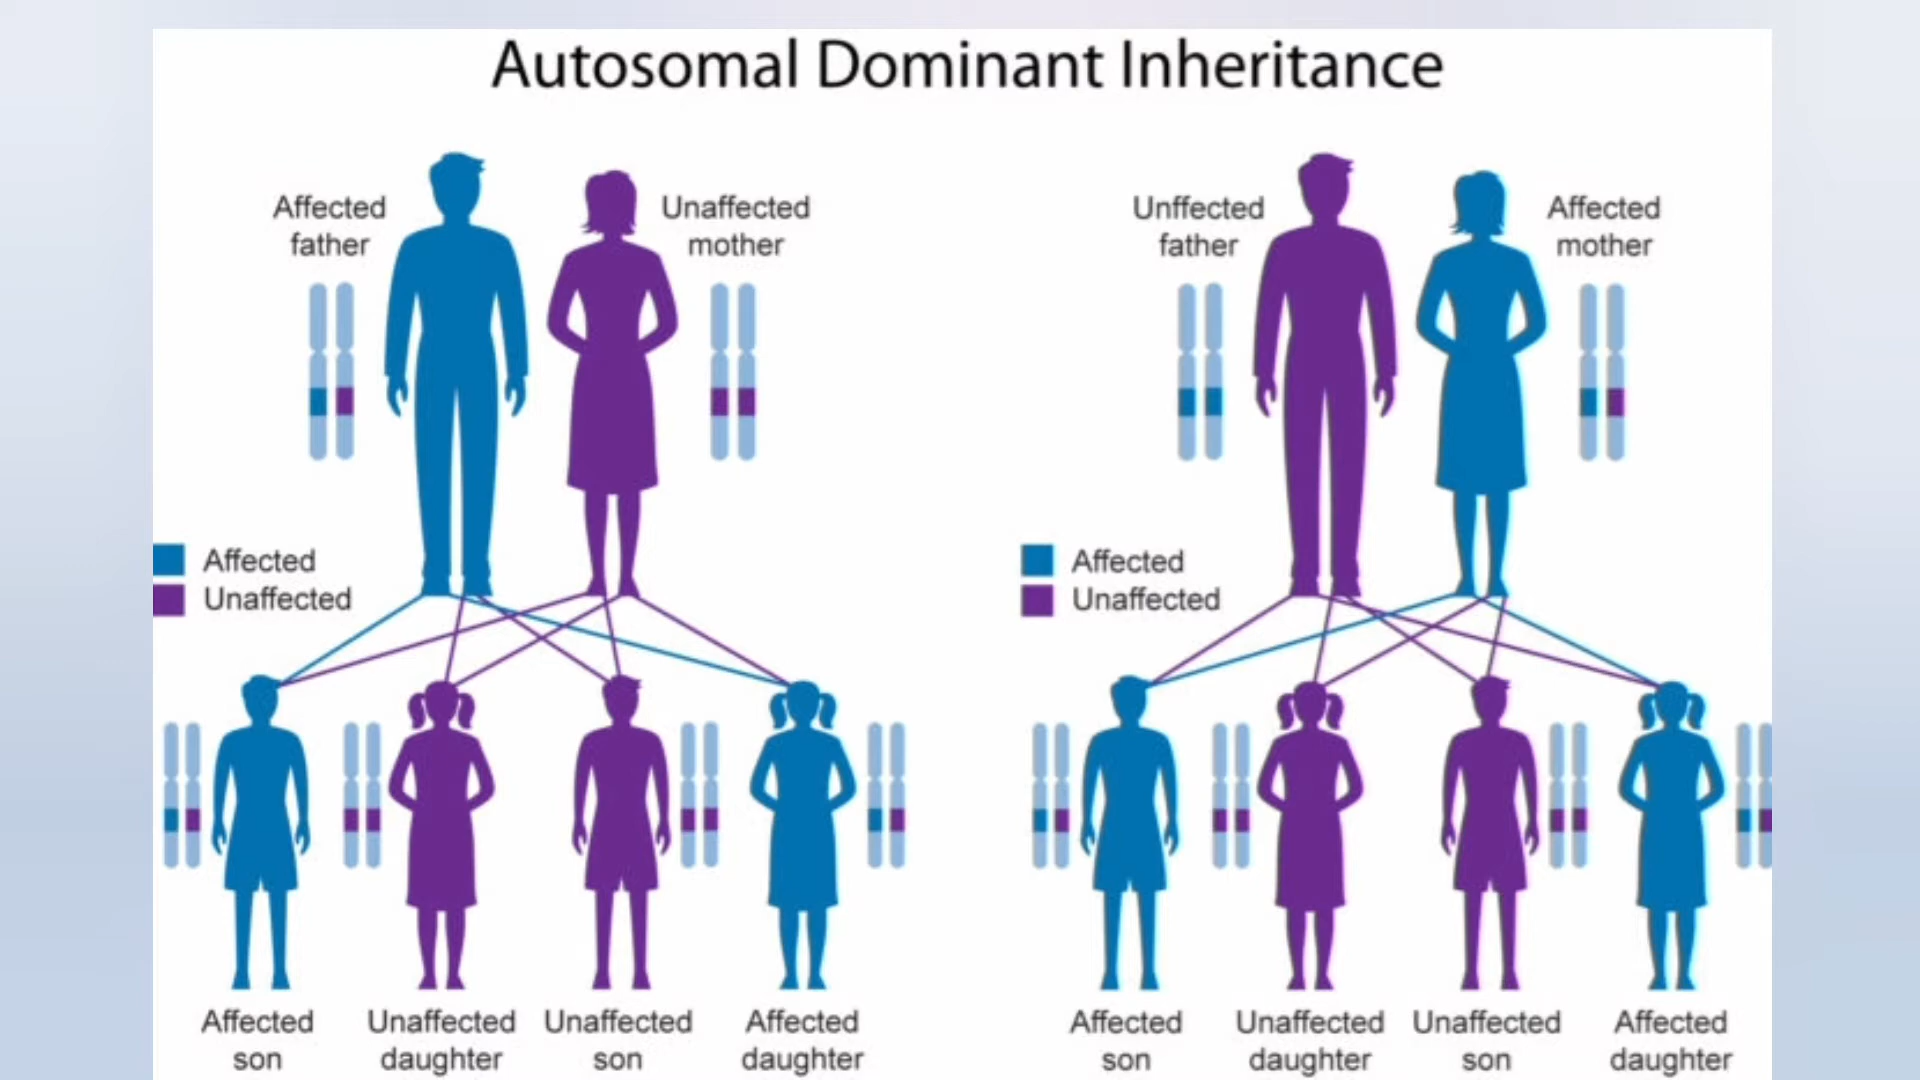 Autosomal Dominant Inheritance
Affected
father
Unaffected
mother
Affected
Unaffected
Affected
son
Unaffected
daughter
Unaffected
son
Affected
daughter
Unffected
father
Affected
mother
Affected
Unaffected
Affected
son
Unaffected
daughter
Unaffected
son
Affected
daughter